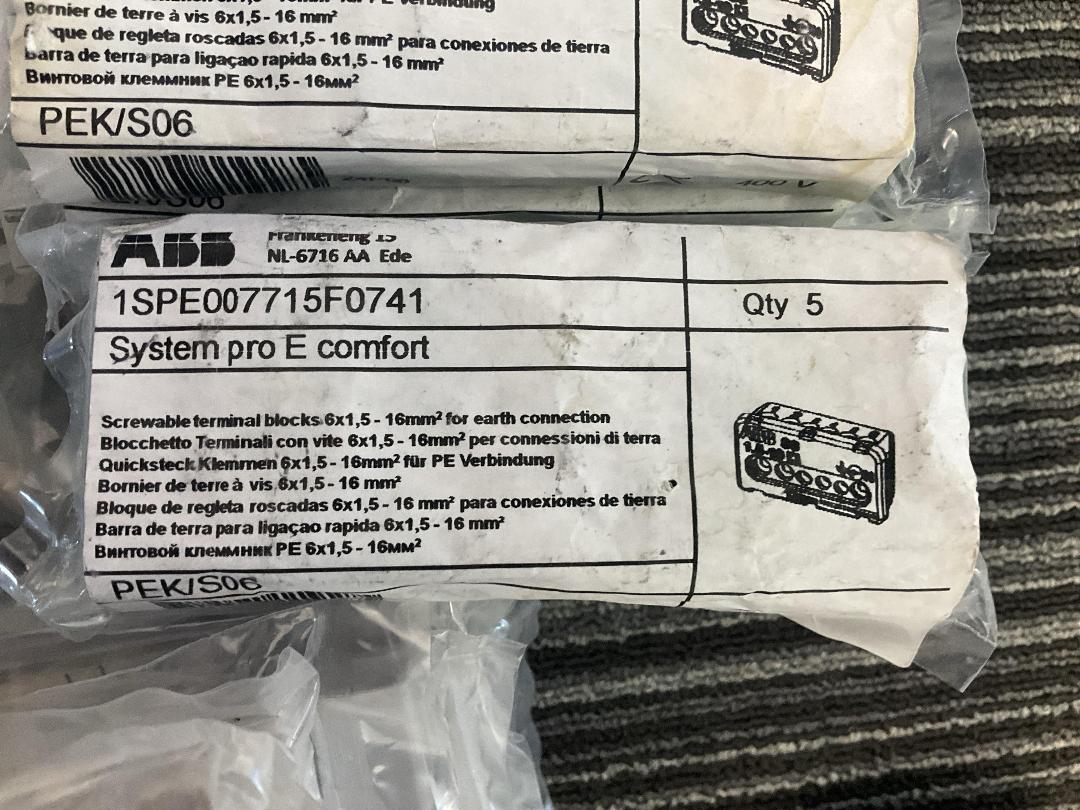 Bornier de terre à vis 6x1,5 - 16 mm²
que de regleta roscadas 6x1,5 - 16 mm² para conexiones de tierra
Barra de terra para ligaçao rapida 6x1,5 - 16 mm²
Винтовой клеммник PE 6x1,5 - 16мм²
PEK/S06
400 V
ABB
Frankeneng 15
NL-6716 AA Ede
1SPE007715F0741
Qty 5
System pro E comfort
Screwable terminal blocks 6x1,5 - 16mm² for earth connection
Blocchetto Terminali con vite 6x1,5 - 16mm² per connessioni di terra
Quicksteck Klemmen 6x1,5 - 16mm² für PE Verbindung
Bornier de terre à vis 6x1,5 - 16 mm²
Bloque de regleta roscadas 6x1,5 - 16 mm² para conexiones de tierra
Barra de terra para ligaçao rapida 6x1,5 - 16 mm²
Винтовой клеммник PE 6x1,5 - 16мм²
PEK/S06